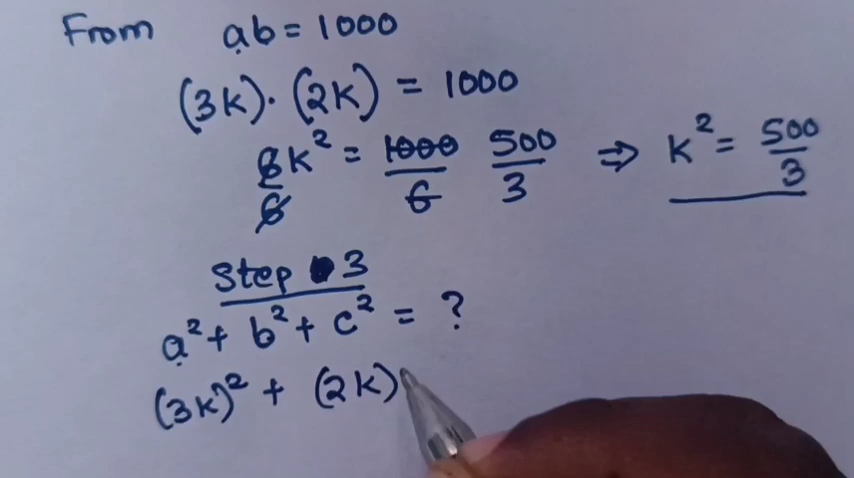 From ab = 1000
(3K)·(2K) = 1000
6K² = 1000 500 ⇒ K² = 500
6 6 3 3
Step 3
a² + b² + c² = ?
(3K)² + (2K)